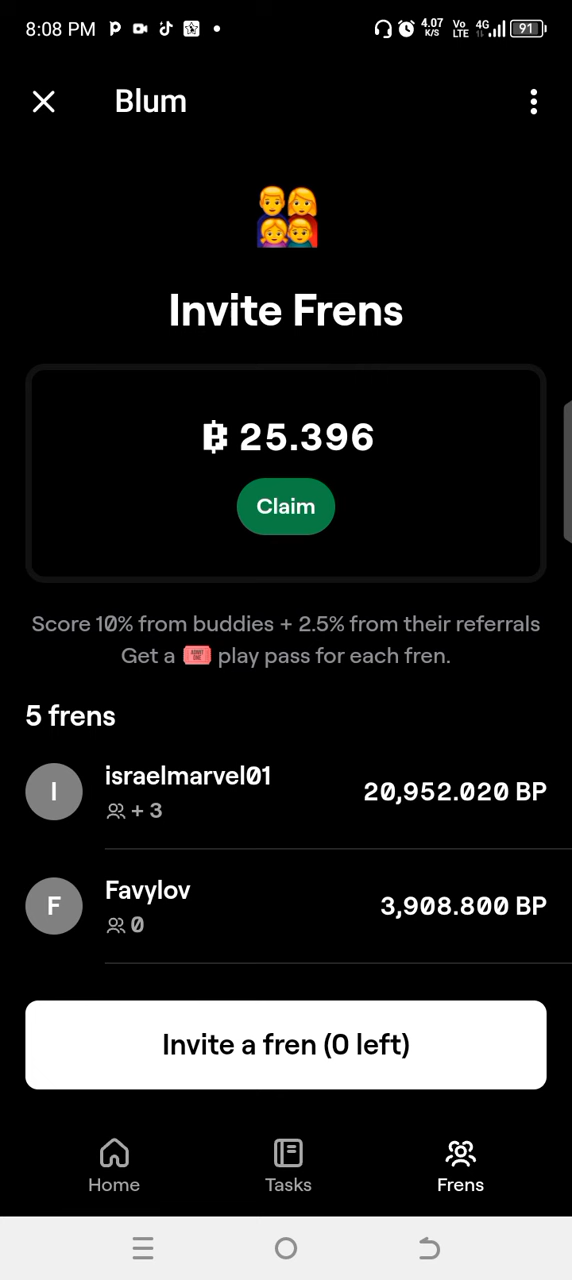 8:08 PM 4.07 K/S Vo LTE 4G 91
Blum
Invite Frens
25.396
Claim
Score 10% from buddies + 2.5% from their referrals
Get a 🎟️ play pass for each fren.
5 frens
I israelmarvel01 20,952.020 BP
+ 3
F Favylov 3,908.800 BP
0
Invite a fren (0 left)
Home Tasks Frens